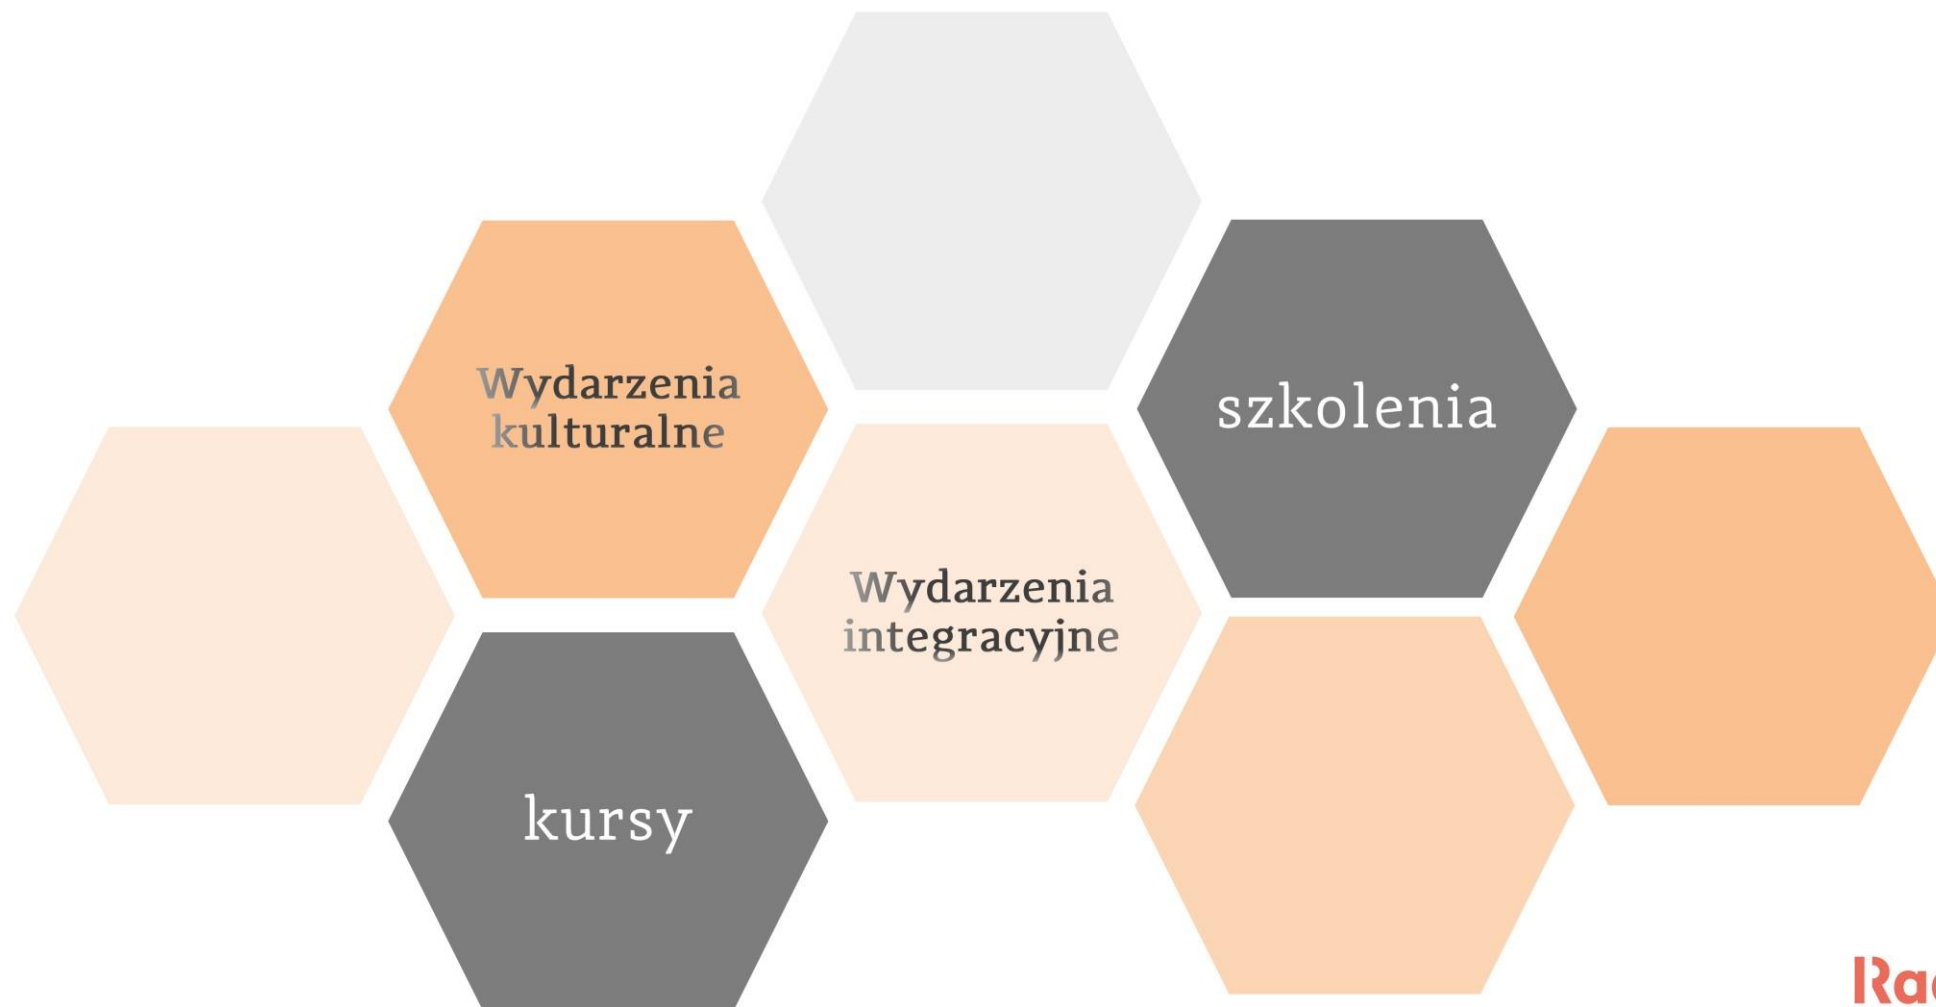 Wydarzenia
kulturalne
szkolenia
Wydarzenia
integracyjne
kursy